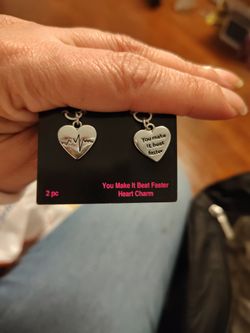 You make
it beat
faster
You Make It Beat Faster
Heart Charm
2 pc